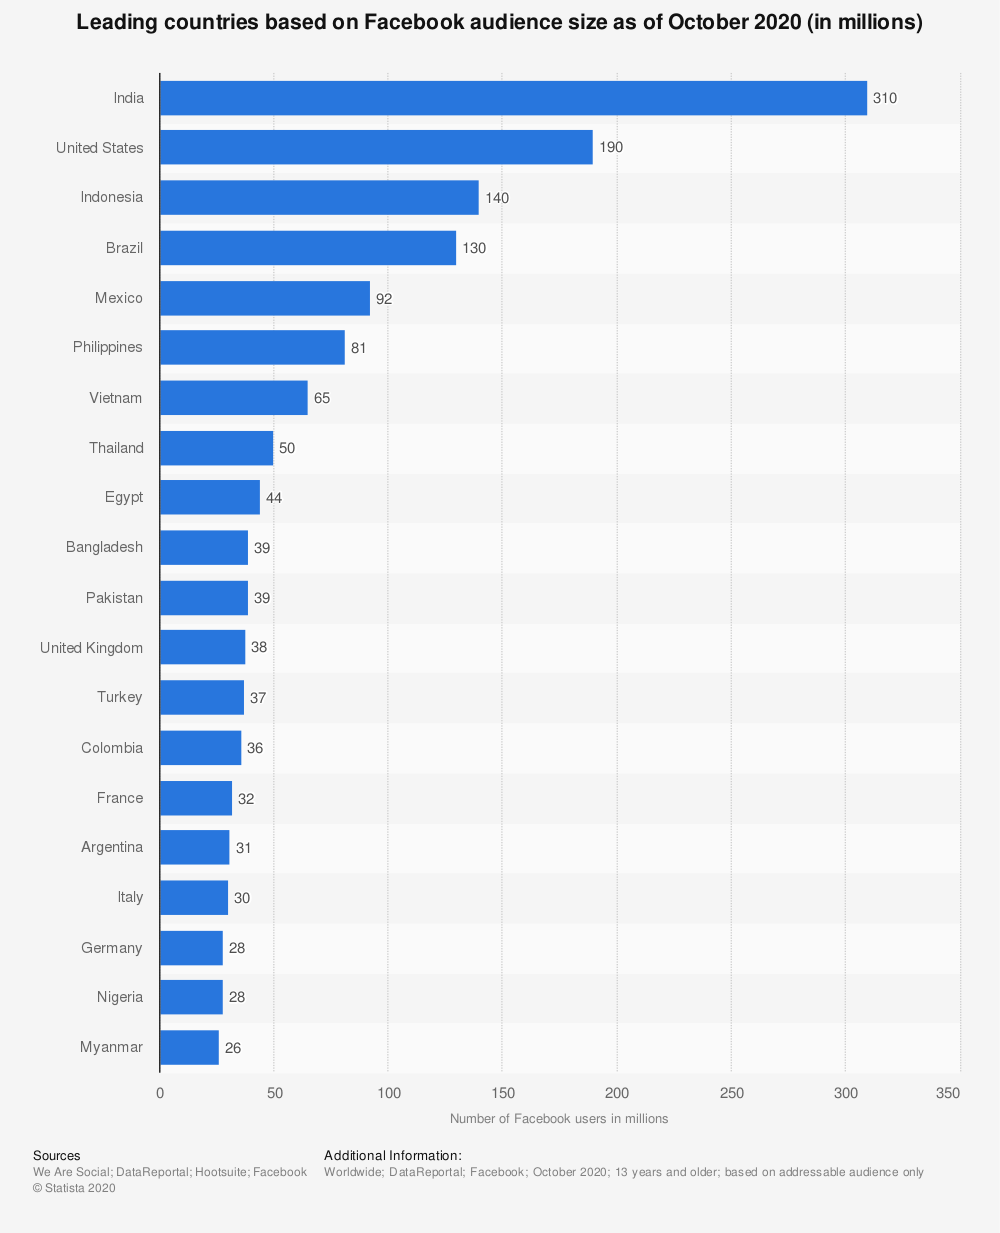 Leading countries based on Facebook audience size as of October 2020 (in millions)
India 310
United States 190
Indonesia 140
Brazil 130
Mexico 92
Philippines 81
Vietnam 65
Thailand 50
Egypt 44
Bangladesh 39
Pakistan 39
United Kingdom 38
Turkey 37
Colombia 36
France 32
Argentina 31
Italy 30
Germany 28
Nigeria 28
Myanmar 26
0 50 100 150 200 250 300 350
Number of Facebook users in millions
Sources
We Are Social; DataReportal; Hootsuite; Facebook
© Statista 2020
Additional Information:
Worldwide; DataReportal; Facebook; October 2020; 13 years and older; based on addressable audience only